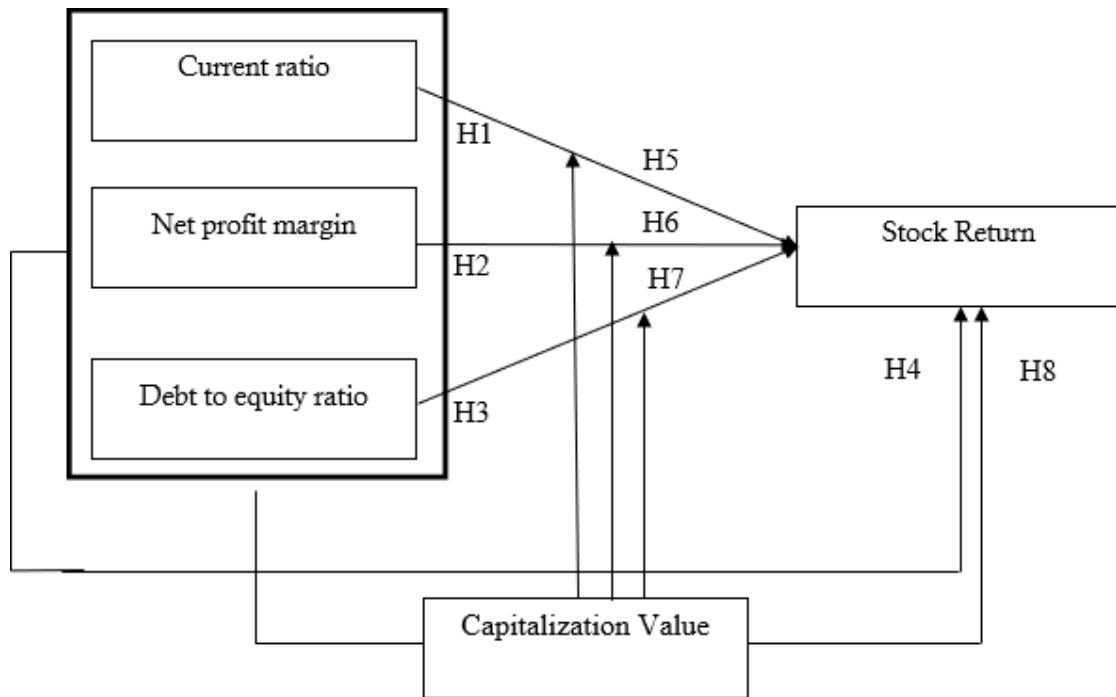 Current ratio
H1
H5
Net profit margin
H6
Stock Return
H2
H7
H4
H8
Debt to equity ratio
H3
Capitalization Value